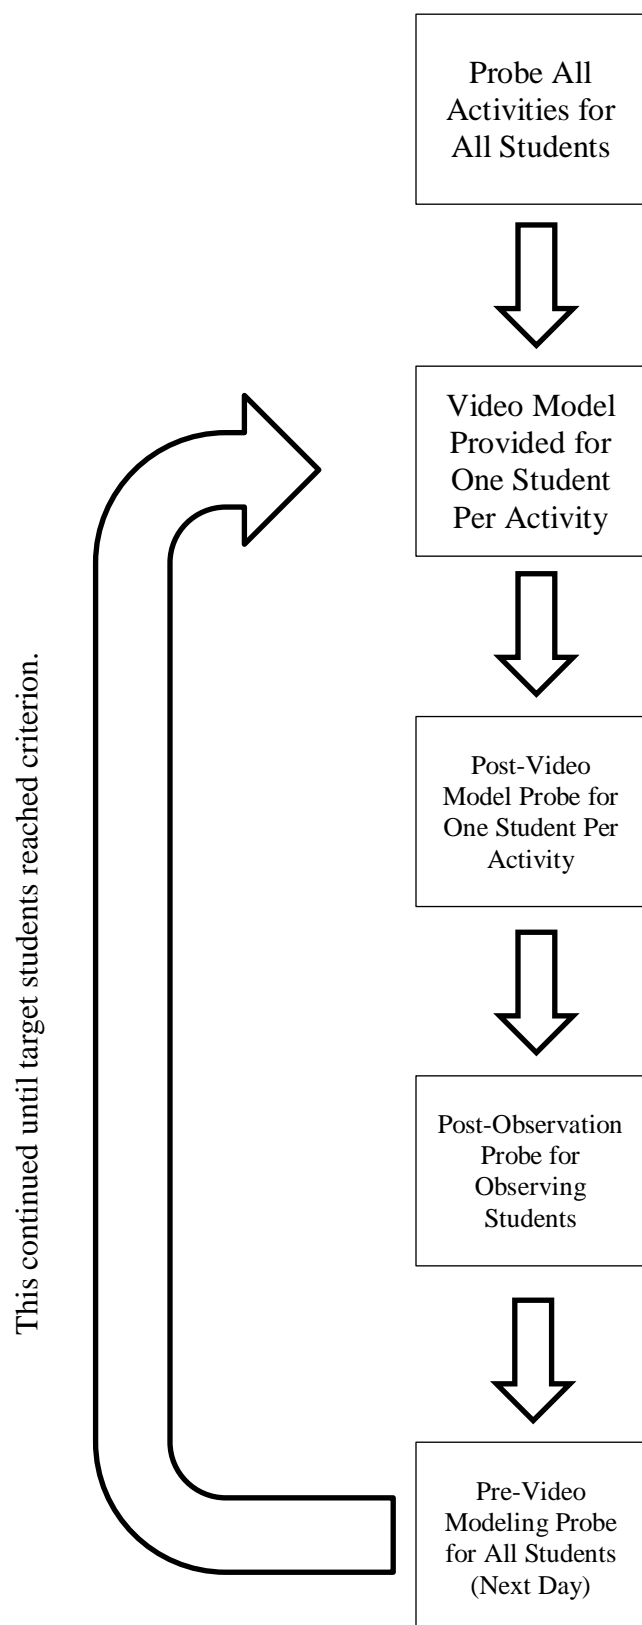 Probe All
Activities for
All Students
Video Model
Provided for
One Student
Per Activity
Post-Video
Model Probe for
One Student Per
Activity
Post-Observation
Probe for
Observing
Students
Pre-Video
Modeling Probe
for All Students
(Next Day)
This continued until target students reached criterion.